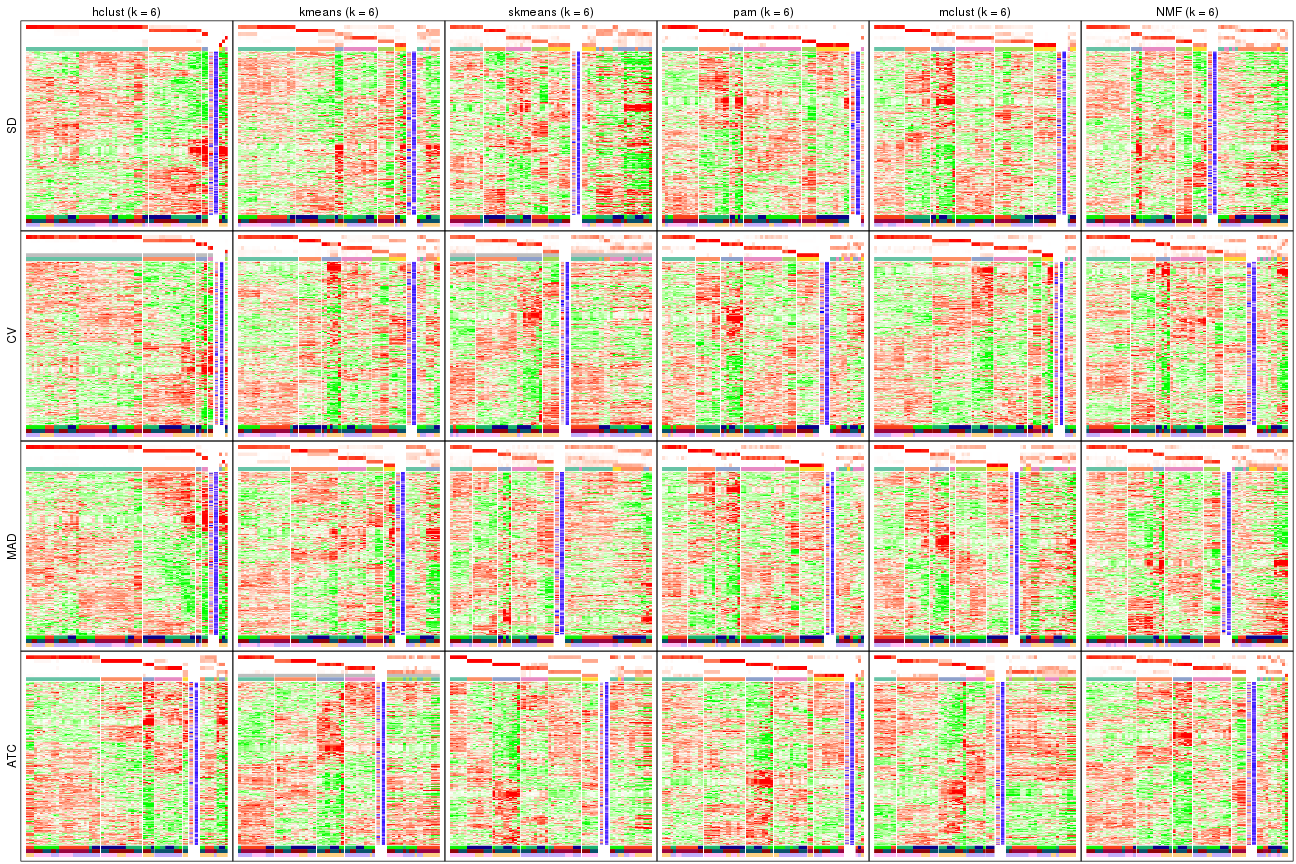 hclust (k = 6)
kmeans (k = 6)
skmeans (k = 6)
pam (k = 6)
mclust (k = 6)
NMF (k = 6)
SD
CV
MAD
ATC